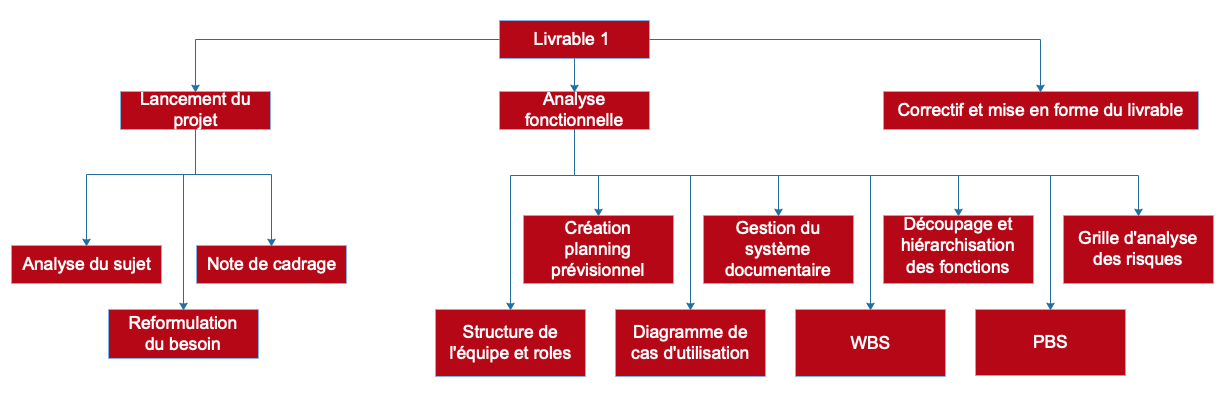 Livrable 1
Lancement du
projet
Analyse
fonctionnelle
Correctif et mise en forme du livrable
Analyse du sujet
Note de cadrage
Reformulation
du besoin
Création
planning
prévisionnel
Gestion du
système
documentaire
Découpage et
hiérarchisation
des fonctions
Grille d'analyse
des risques
Structure de
l'équipe et roles
Diagramme de
cas d'utilisation
WBS
PBS